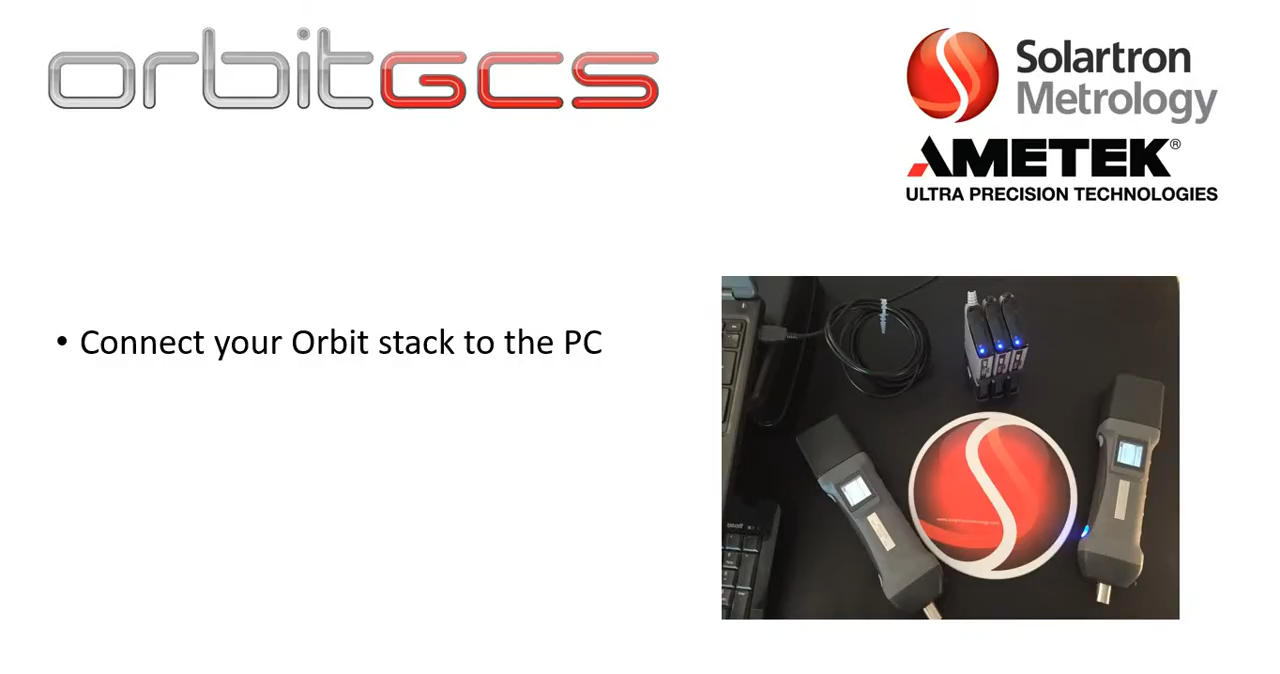 orbitGCS
Solartron
Metrology
AMETEK®
ULTRA PRECISION TECHNOLOGIES
• Connect your Orbit stack to the PC